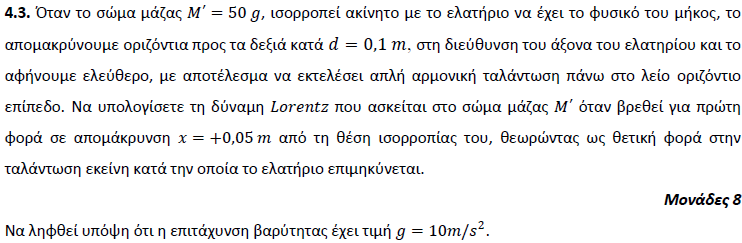 4.3. Όταν το σώμα μάζας M′ = 50 g, ισορροπεί ακίνητο με το ελατήριο να έχει το φυσικό του μήκος, το
απομακρύνουμε οριζόντια προς τα δεξιά κατά d = 0,1 m, στη διεύθυνση του άξονα του ελατηρίου και το
αφήνουμε ελεύθερο, με αποτέλεσμα να εκτελέσει απλή αρμονική ταλάντωση πάνω στο λείο οριζόντιο
επίπεδο. Να υπολογίσετε τη δύναμη Lorentz που ασκείται στο σώμα μάζας M′ όταν βρεθεί για πρώτη
φορά σε απομάκρυνση x = +0,05 m από τη θέση ισορροπίας του, θεωρώντας ως θετική φορά στην
ταλάντωση εκείνη κατά την οποία το ελατήριο επιμηκύνεται.
Μονάδες 8
Να ληφθεί υπόψη ότι η επιτάχυνση βαρύτητας έχει τιμή g = 10m/s².